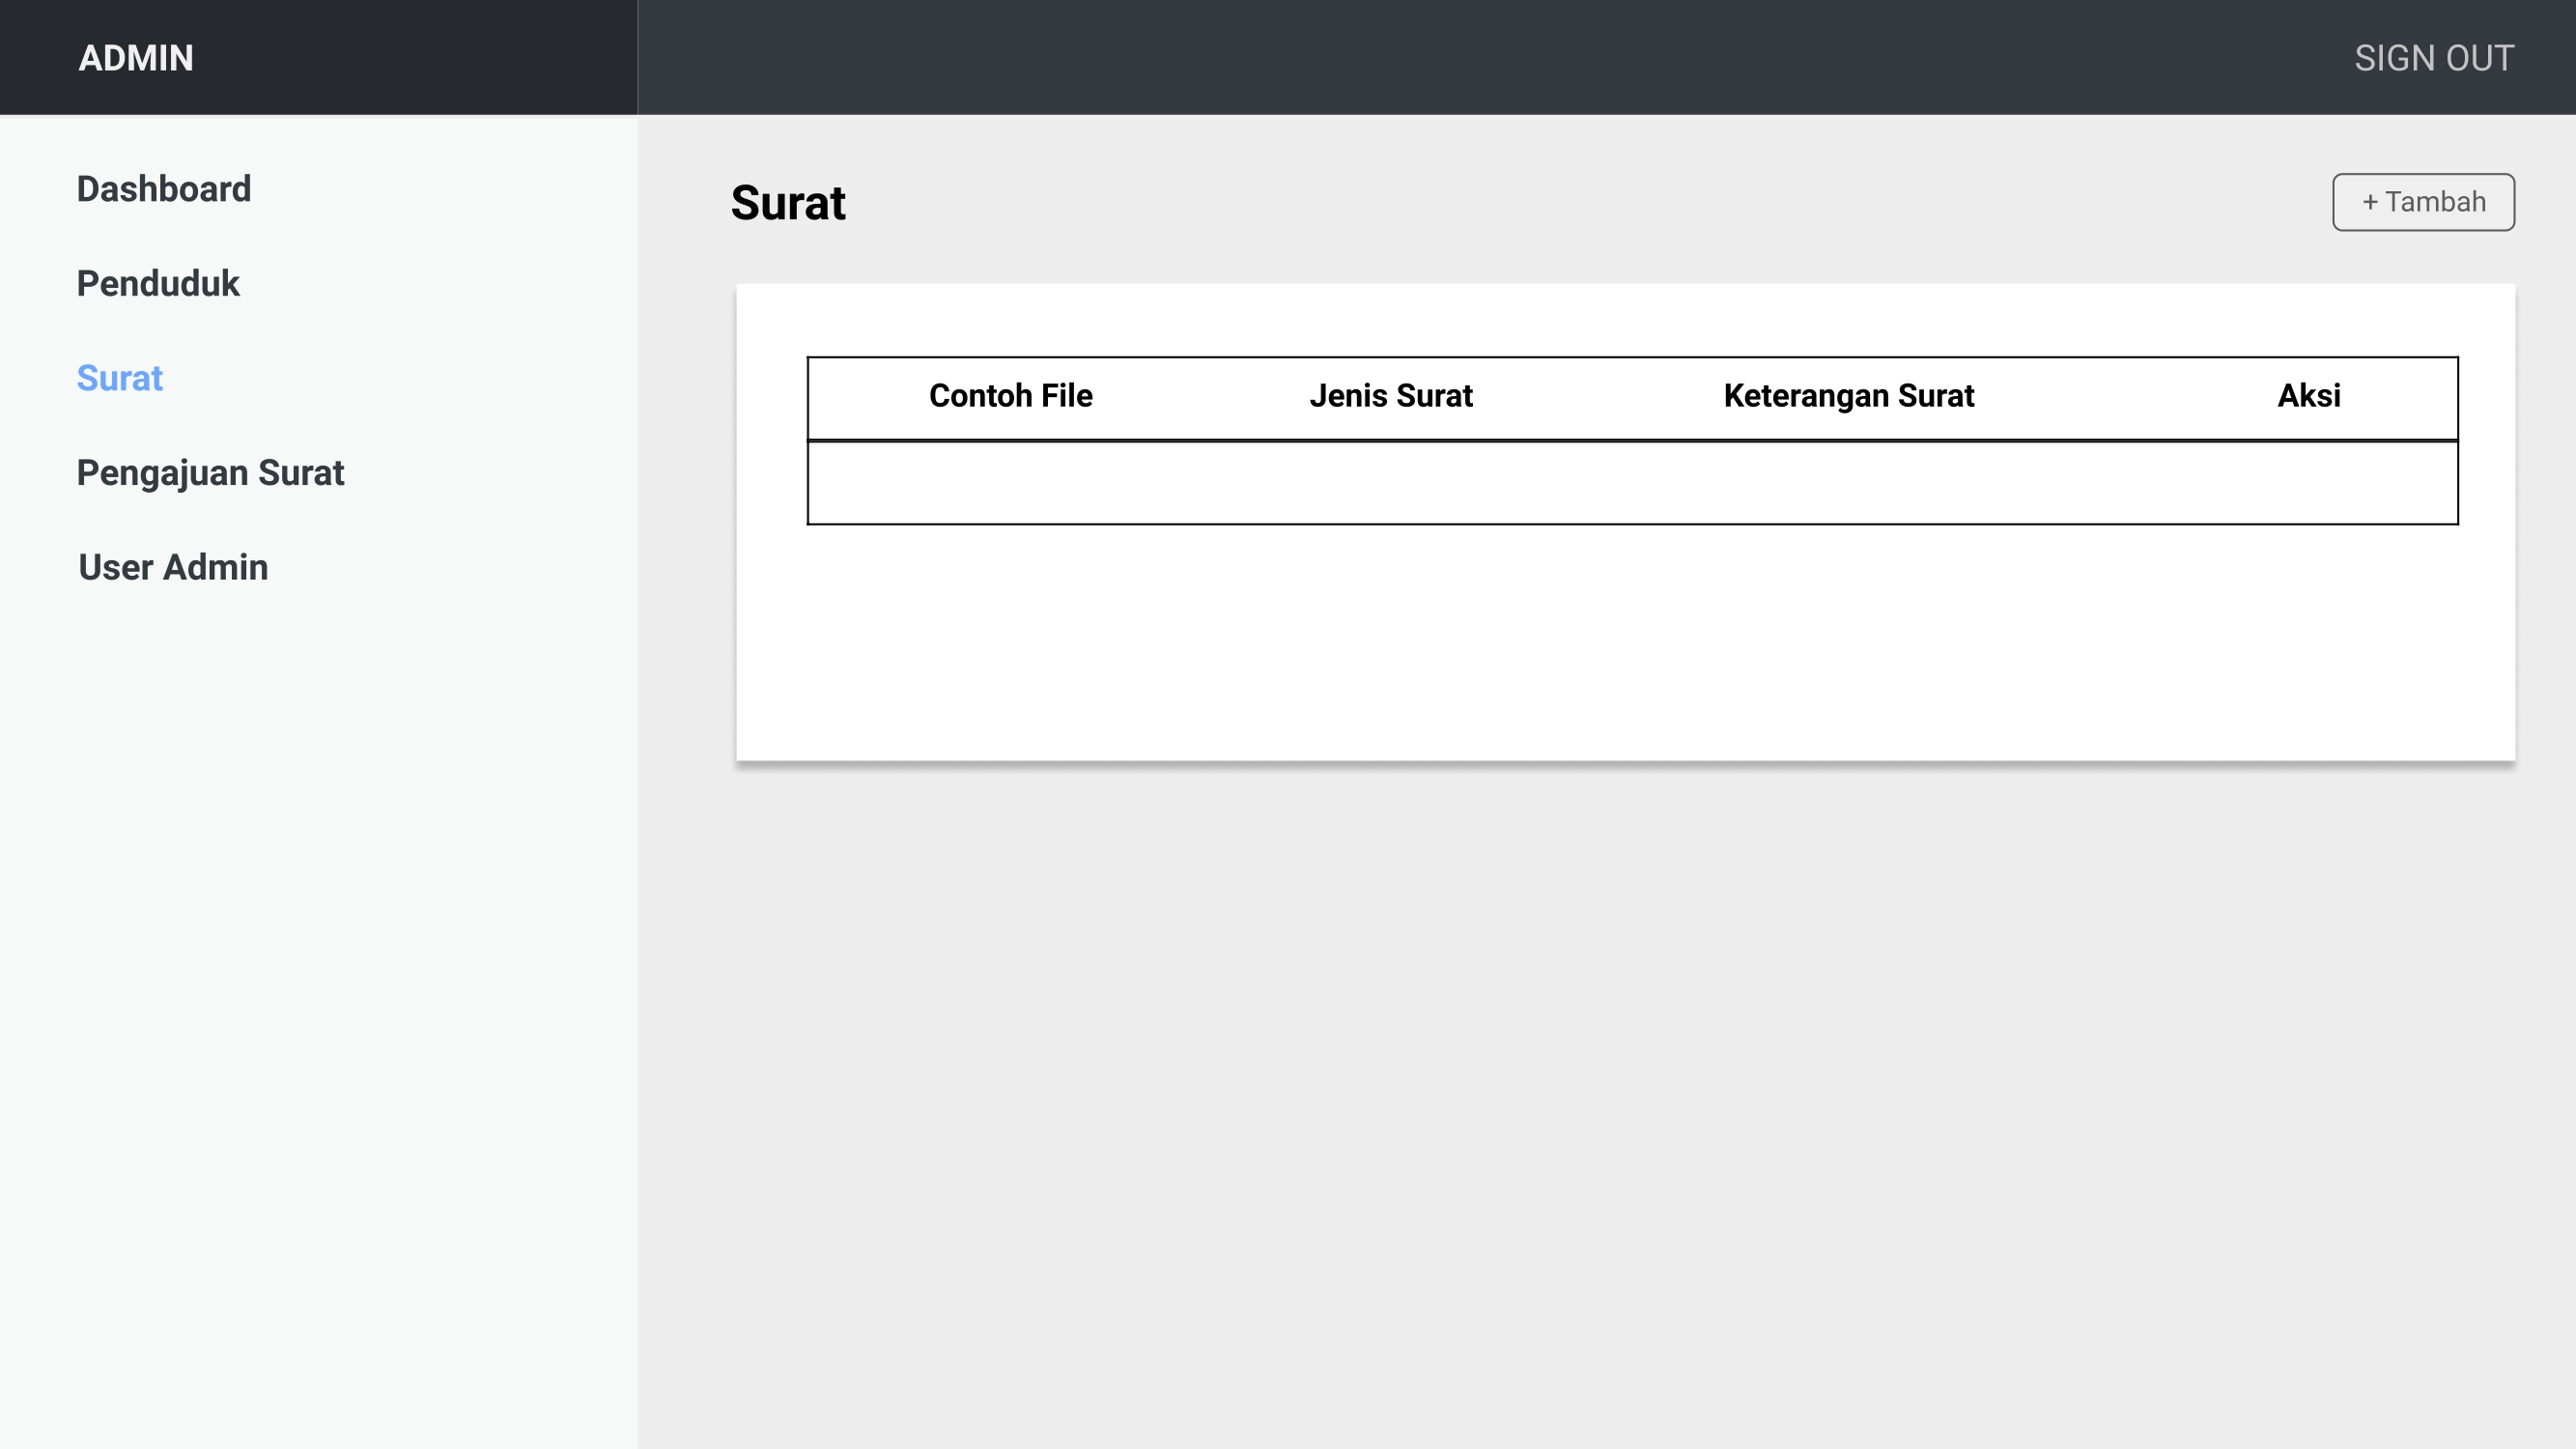 ADMIN
SIGN OUT
Dashboard
Penduduk
Surat
Pengajuan Surat
User Admin
Surat
+ Tambah
Contoh File Jenis Surat Keterangan Surat Aksi